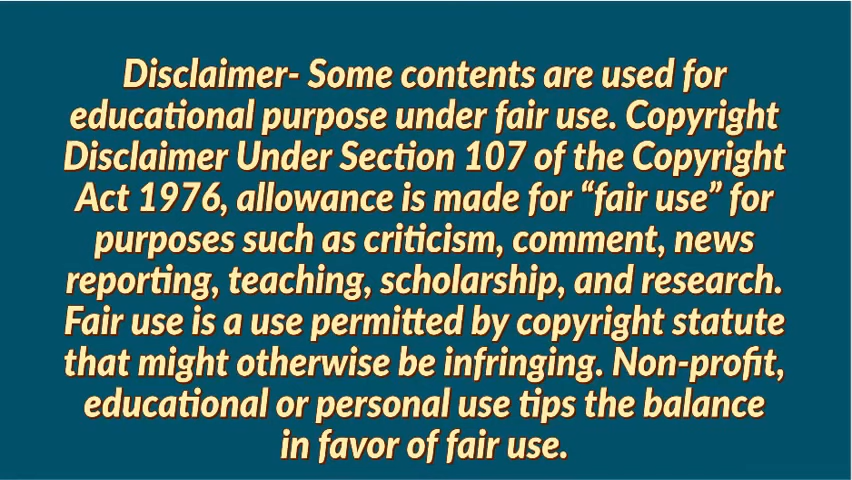 Disclaimer- Some contents are used for
educational purpose under fair use. Copyright
Disclaimer Under Section 107 of the Copyright
Act 1976, allowance is made for “fair use” for
purposes such as criticism, comment, news
reporting, teaching, scholarship, and research.
Fair use is a use permitted by copyright statute
that might otherwise be infringing. Non-profit,
educational or personal use tips the balance
in favor of fair use.